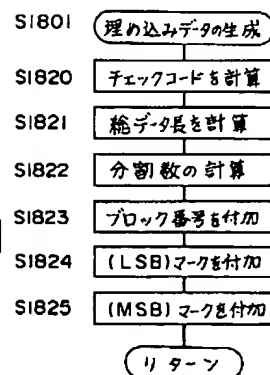 S1801 埋め込みデータの生成
S1820 チェックコードを計算
S1821 総データ長を計算
S1822 分割数の計算
S1823 ブロック番号を付加
S1824 (LSB)マークを付加
S1825 (MSB)マークを付加
リターン